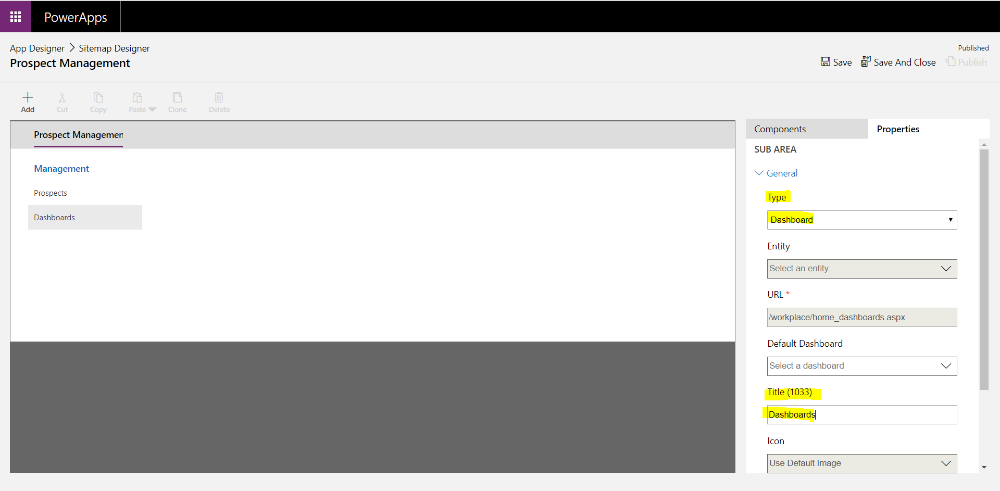 PowerApps
App Designer > Sitemap Designer
Prospect Management
Published
Save
Save And Close
Publish
Add
Cut
Copy
Paste
Clone
Delete
Prospect Managemen
Management
Prospects
Dashboards
Components
Properties
SUB AREA
General
Type
Dashboard
Entity
Select an entity
URL *
/workplace/home_dashboards.aspx
Default Dashboard
Select a dashboard
Title (1033)
Dashboards
Icon
Use Default Image